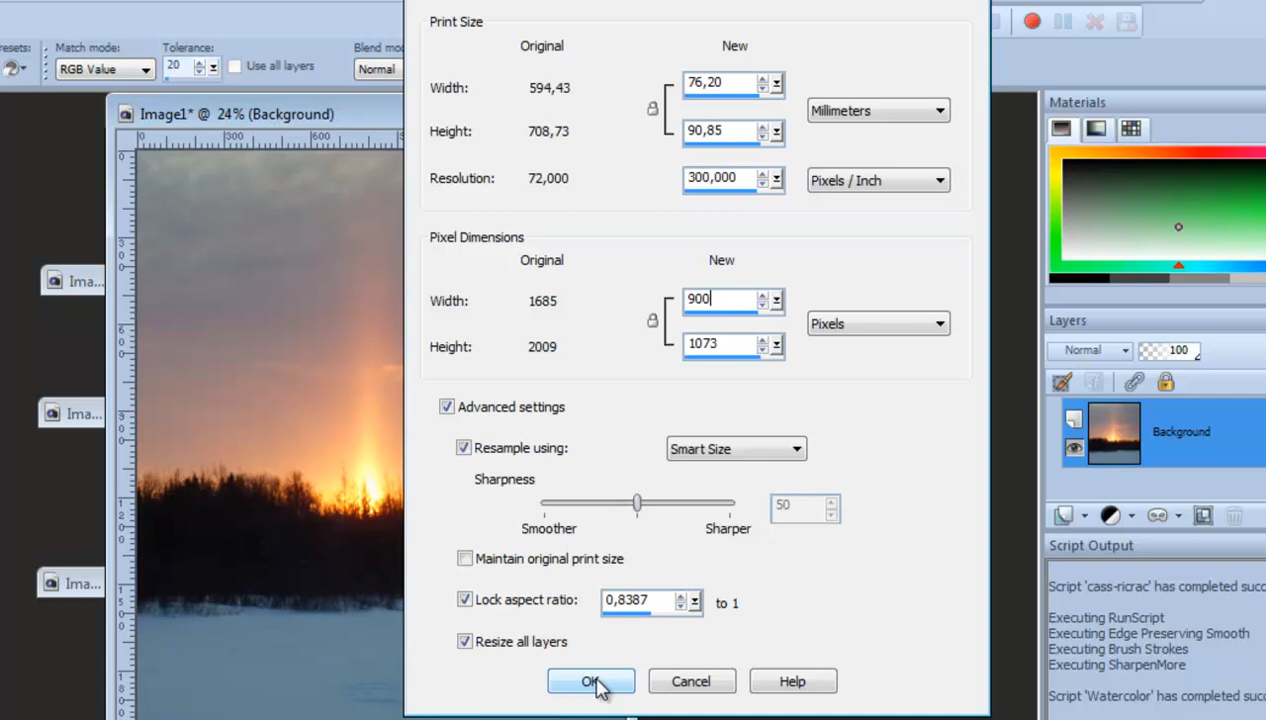 Print Size
Original New
resets: Match mode: Tolerance: Blend mo
RGB Value 20 Use all layers Normal
Width: 594,43 76,20
Millimeters
Height: 708,73 90,85
Resolution: 72,000 300,000 Pixels / Inch
Image1* @ 24% (Background)
0 300 600
Materials
Pixel Dimensions
Original New
Width: 1685 900
Pixels
Height: 2009 1073
Ima...
Ima...
Ima...
Layers
Normal 100
Background
Advanced settings
Resample using: Smart Size
Sharpness
50
Smoother Sharper
Maintain original print size
Lock aspect ratio: 0,8387 to 1
Resize all layers
OK Cancel Help
Script Output
Script 'cass-ricrac' has completed succ
Executing RunScript
Executing Edge Preserving Smooth
Executing Brush Strokes
Executing SharpenMore
Script 'Watercolor' has completed succes